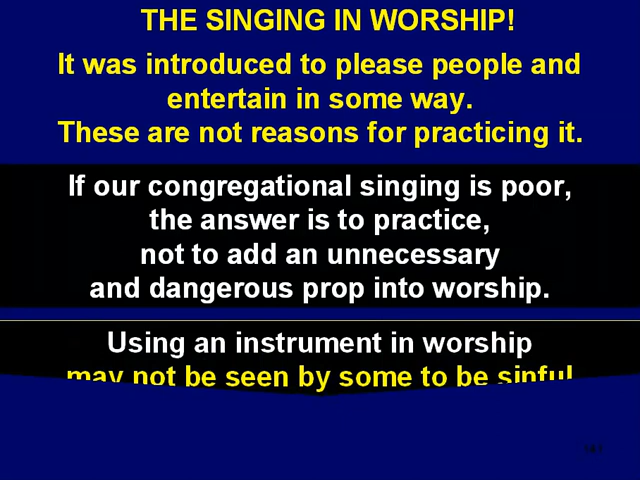 THE SINGING IN WORSHIP!
It was introduced to please people and
entertain in some way.
These are not reasons for practicing it.
If our congregational singing is poor,
the answer is to practice,
not to add an unnecessary
and dangerous prop into worship.
Using an instrument in worship
may not be seen by some to be sinful